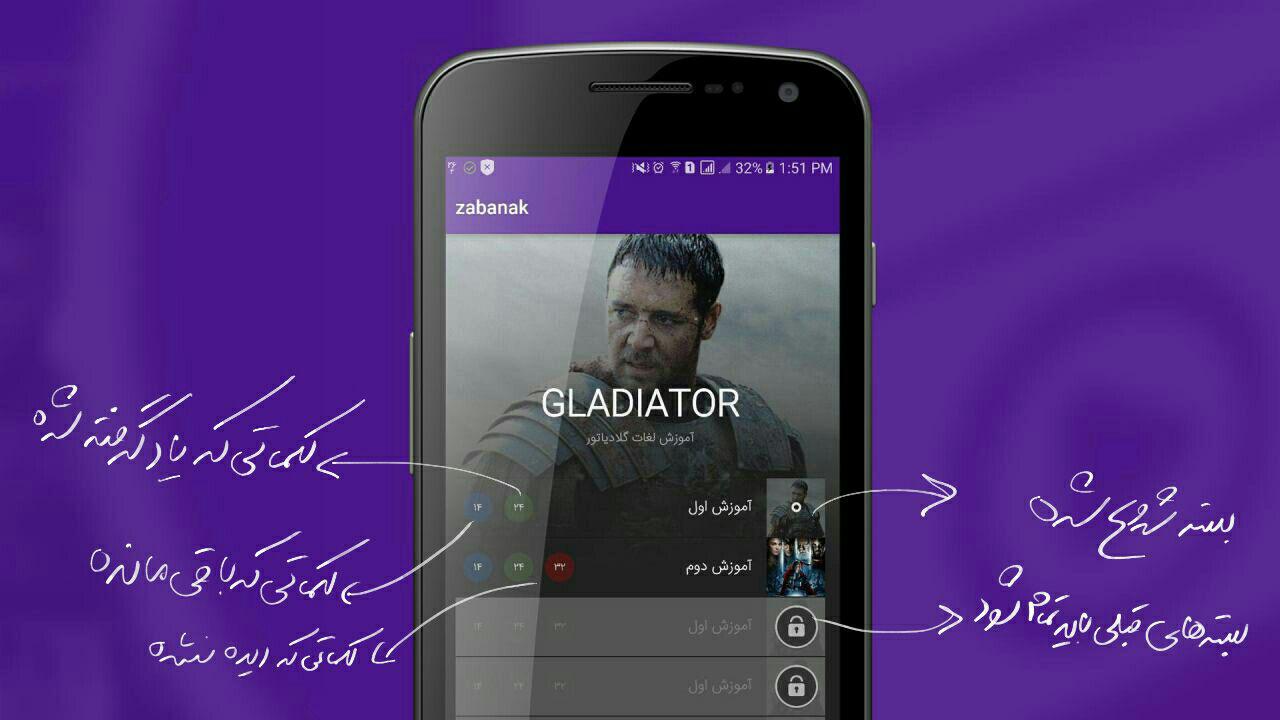 32% 1:51 PM
zabanak
GLADIATOR
آموزش لغات گلادیاتور
۱۴ ۲۴ آموزش اول
۱۴ ۲۴ ۳۲ آموزش دوم
۱۴ ۲۴ ۳۲ آموزش اول
۱۴ ۲۴ ۳۲ آموزش اول
کلماتی که یاد گرفته شده
کلماتی که باقی مانده
کلماتی که دیده نشده
بسته شروع شده
بسته‌های قبلی باید تمام شود